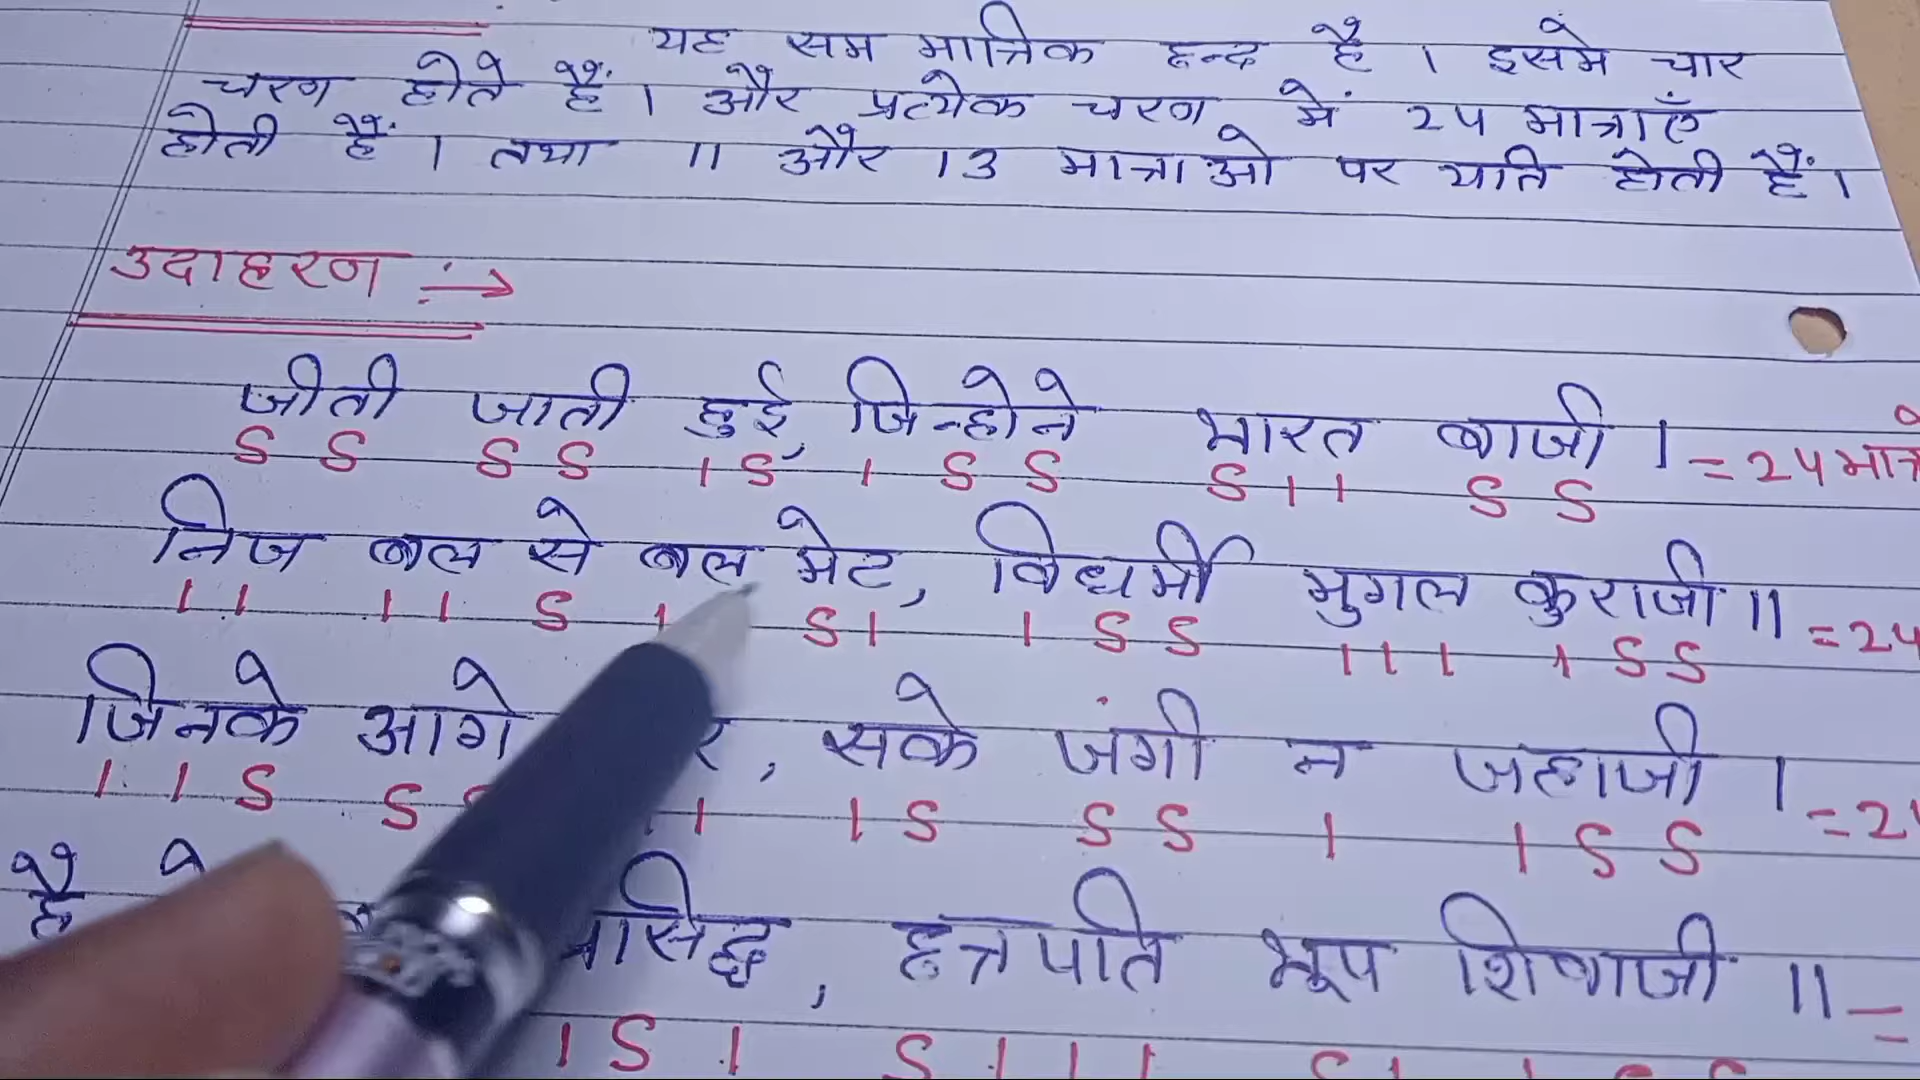 यह सम मात्रिक छन्द है । इसमे चार
चरण होते हैं । और प्रत्येक चरण में 24 मात्राएँ
होती हैं । तथा 11 और 13 मात्राओ पर यति होती हैं ।
उदाहरण :→
जीती जाती हुई, जिन्होने भारत बाजी । = 24 मात्रे
S S S S I S I S S S I I S S
निज बल से बल मेट, विधर्मी मुगल कुराजी ॥ = 24
I I I I S I S I I S S I I I I S S
जिनके आगे , सके जंगी न जहाजी । = 24
I I S S S I I S S S I I S S
है , छत्रपति भूप शिवाजी ॥ =
I S I S I I I S I I S S